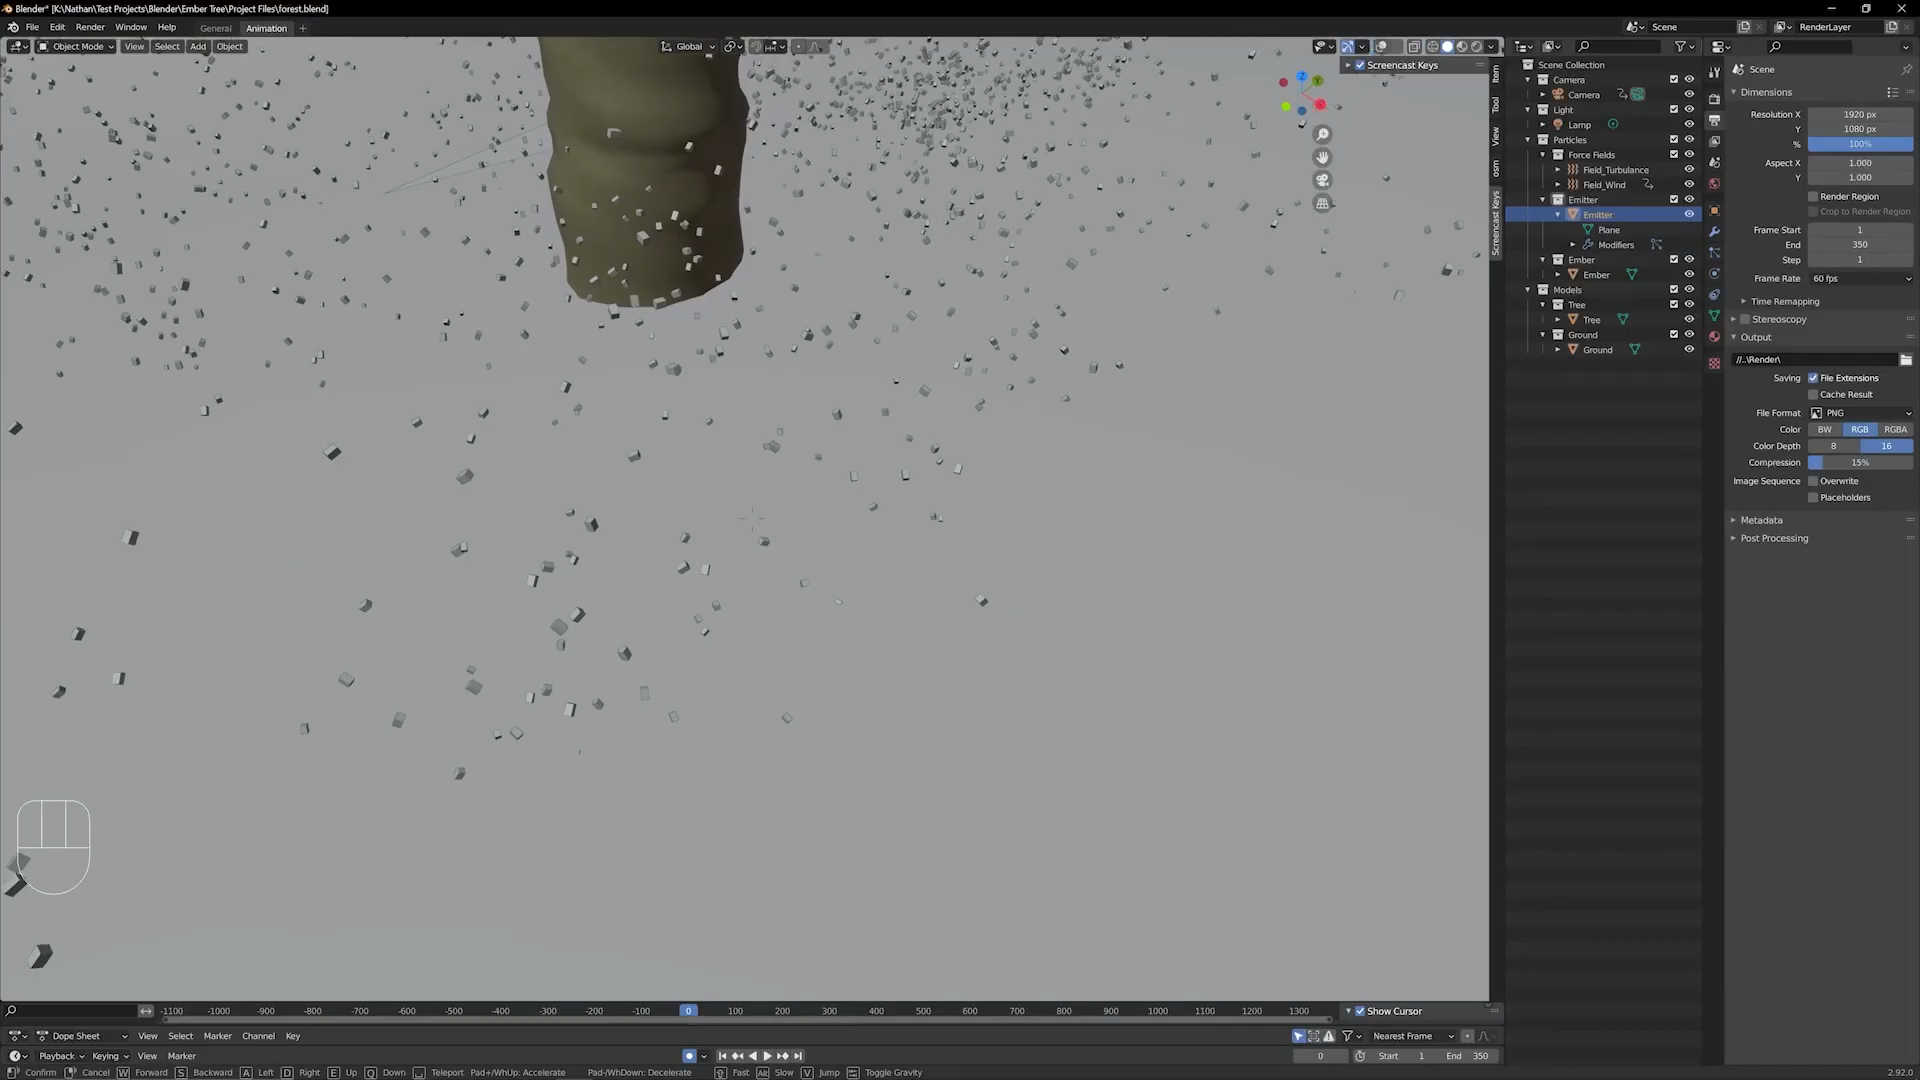 Blender* [K:\Nathan\Test Projects\Blender\Ember Tree\Project Files\forest.blend]
File Edit Render Window Help General Animation + Scene RenderLayer
Object Mode View Select Add Object Global
Screencast Keys
Item
Tool
View
osm
Screencast Keys
Z
Y
X
Scene Collection
Camera
Camera
Light
Lamp
Particles
Force Fields
Field_Turbulance
Field_Wind
Emitter
Emitter
Plane
Modifiers
Ember
Ember
Models
Tree
Tree
Ground
Ground
Scene
Dimensions
Resolution X 1920 px
Y 1080 px
% 100%
Aspect X 1.000
Y 1.000
Render Region
Crop to Render Region
Frame Start 1
End 350
Step 1
Frame Rate 60 fps
Time Remapping
Stereoscopy
Output
//..\Render\
Saving File Extensions
Cache Result
File Format PNG
Color BW RGB RGBA
Color Depth 8 16
Compression 15%
Image Sequence Overwrite
Placeholders
Metadata
Post Processing
-1100 -1000 -900 -800 -700 -600 -500 -400 -300 -200 -100 0 100 200 300 400 500 600 700 800 900 1000 1100 1200 1300 Show Cursor
Dope Sheet View Select Marker Channel Key Nearest Frame
Playback Keying View Marker 0 Start 1 End 350
Confirm Cancel W Forward S Backward A Left D Right E Up Q Down Teleport Pad+/WhUp: Accelerate Pad-/WhDown: Decelerate Fast Alt Slow V Jump Toggle Gravity 2.92.0